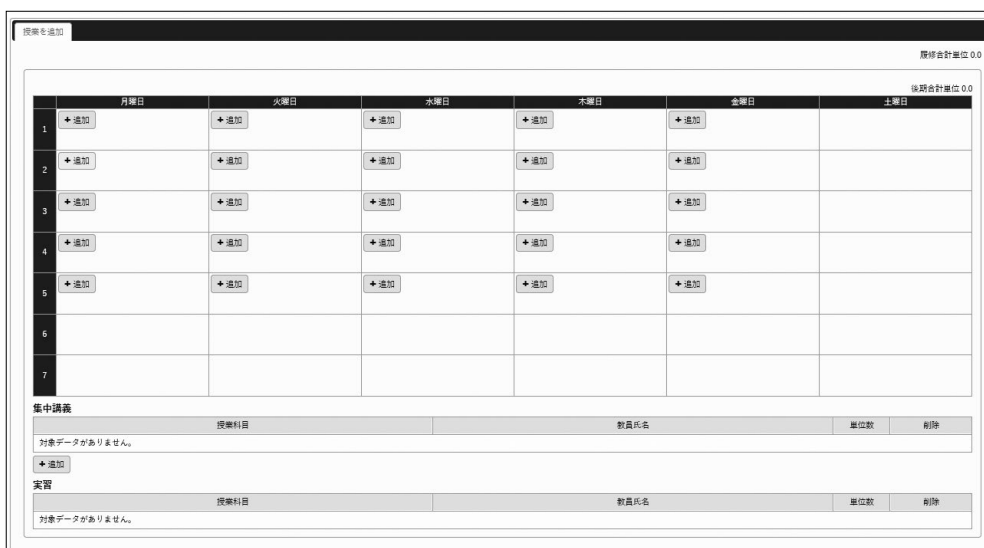 授業を追加
履修合計単位 0.0
後期合計単位 0.0
月曜日 火曜日 水曜日 木曜日 金曜日 土曜日
1 +追加 +追加 +追加 +追加 +追加
2 +追加 +追加 +追加 +追加 +追加
3 +追加 +追加 +追加 +追加 +追加
4 +追加 +追加 +追加 +追加 +追加
5 +追加 +追加 +追加 +追加 +追加
6
7
集中講義
授業科目 教員氏名 単位数 削除
対象データがありません。
+追加
実習
授業科目 教員氏名 単位数 削除
対象データがありません。